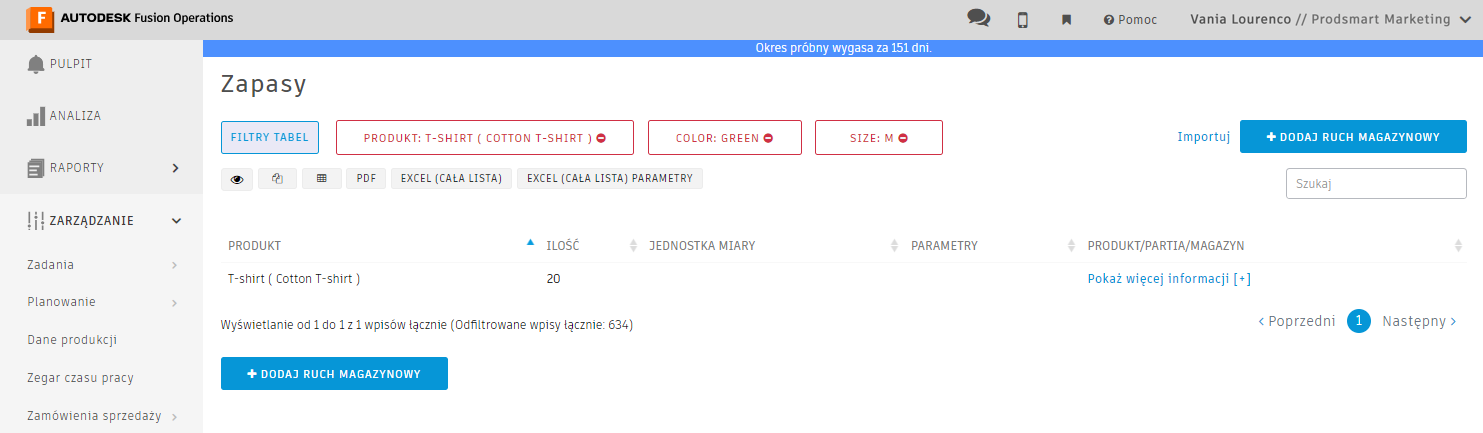 F AUTODESK Fusion Operations
Pomoc
Vania Lourenco // Prodsmart Marketing
Okres próbny wygasa za 151 dni.
PULPIT
ANALIZA
RAPORTY
ZARZĄDZANIE
Zadania
Planowanie
Dane produkcji
Zegar czasu pracy
Zamówienia sprzedaży
Zapasy
FILTRY TABEL
PRODUKT: T-SHIRT ( COTTON T-SHIRT )
COLOR: GREEN
SIZE: M
Importuj
DODAJ RUCH MAGAZYNOWY
PDF
EXCEL (CAŁA LISTA)
EXCEL (CAŁA LISTA) PARAMETRY
Szukaj
PRODUKT ILOŚĆ JEDNOSTKA MIARY PARAMETRY PRODUKT/PARTIA/MAGAZYN
T-shirt ( Cotton T-shirt ) 20 Pokaż więcej informacji [+]
Wyświetlanie od 1 do 1 z 1 wpisów łącznie (Odfiltrowane wpisy łącznie: 634)
‹ Poprzedni 1 Następny ›
DODAJ RUCH MAGAZYNOWY